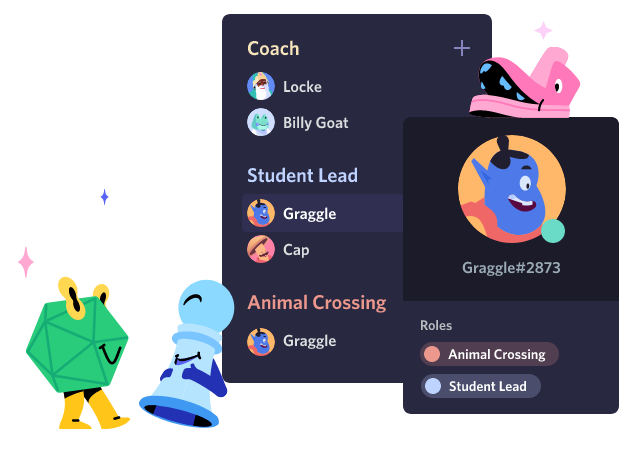 Coach
Locke
Billy Goat
Student Lead
Graggle
Cap
Animal Crossing
Graggle
Graggle#2873
Roles
Animal Crossing
Student Lead